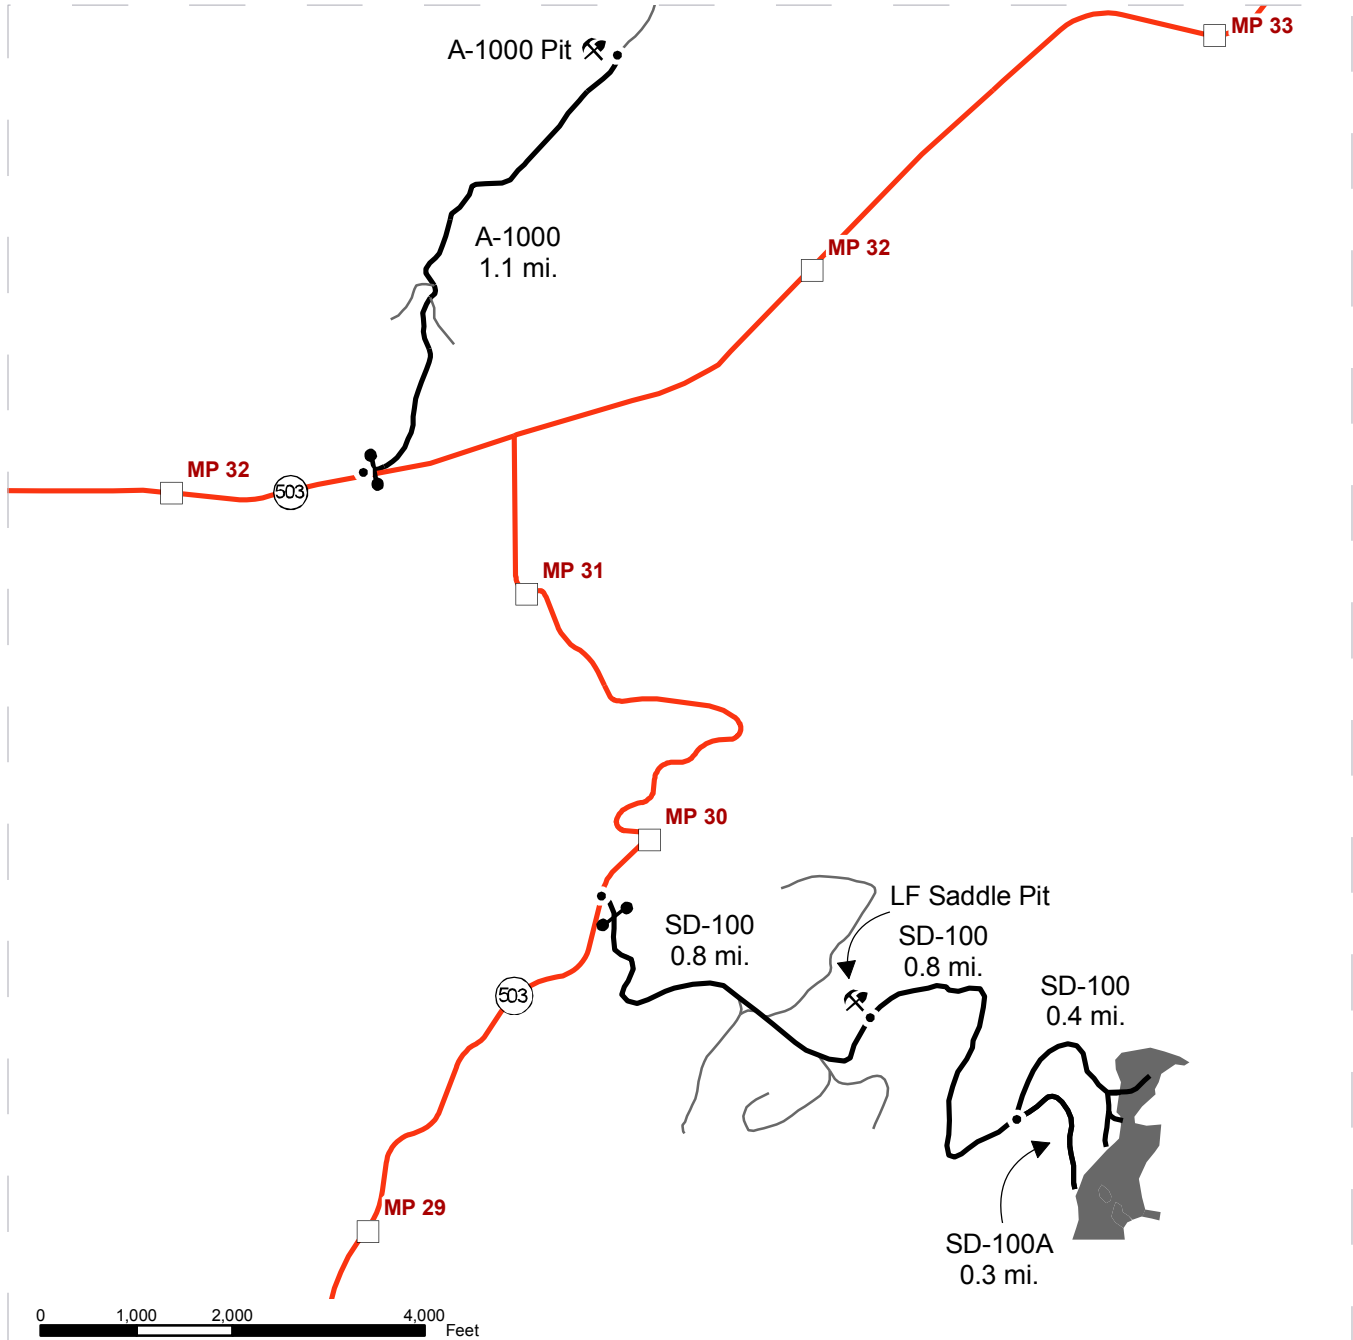 MP 33
A-1000 Pit
A-1000
1.1 mi.
MP 32
MP 32
503
MP 31
MP 30
LF Saddle Pit
SD-100
0.8 mi.
SD-100
0.8 mi.
SD-100
0.4 mi.
503
MP 29
SD-100A
0.3 mi.
0 1,000 2,000 4,000
Feet